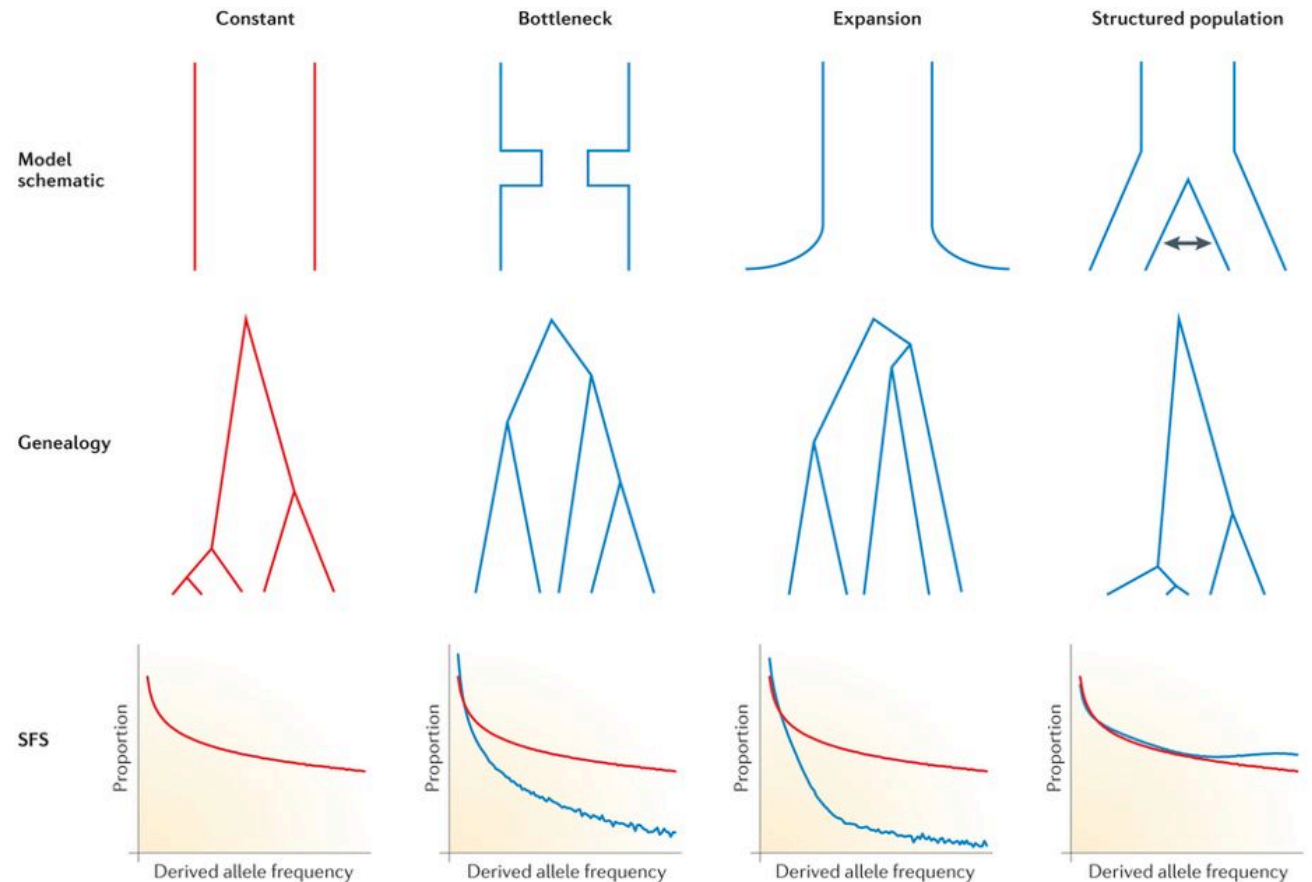 Constant
Bottleneck
Expansion
Structured population
Model
schematic
Genealogy
SFS
Proportion
Derived allele frequency
Proportion
Derived allele frequency
Proportion
Derived allele frequency
Proportion
Derived allele frequency